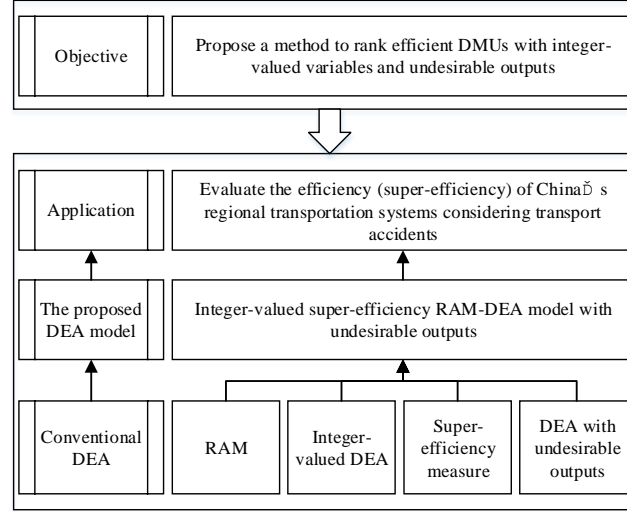 Objective
Propose a method to rank efficient DMUs with integer-
valued variables and undesirable outputs
Application
Evaluate the efficiency (super-efficiency) of ChinaĎ s
regional transportation systems considering transport
accidents
The proposed
DEA model
Integer-valued super-efficiency RAM-DEA model with
undesirable outputs
Conventional
DEA
RAM
Integer-
valued DEA
Super-
efficiency
measure
DEA with
undesirable
outputs